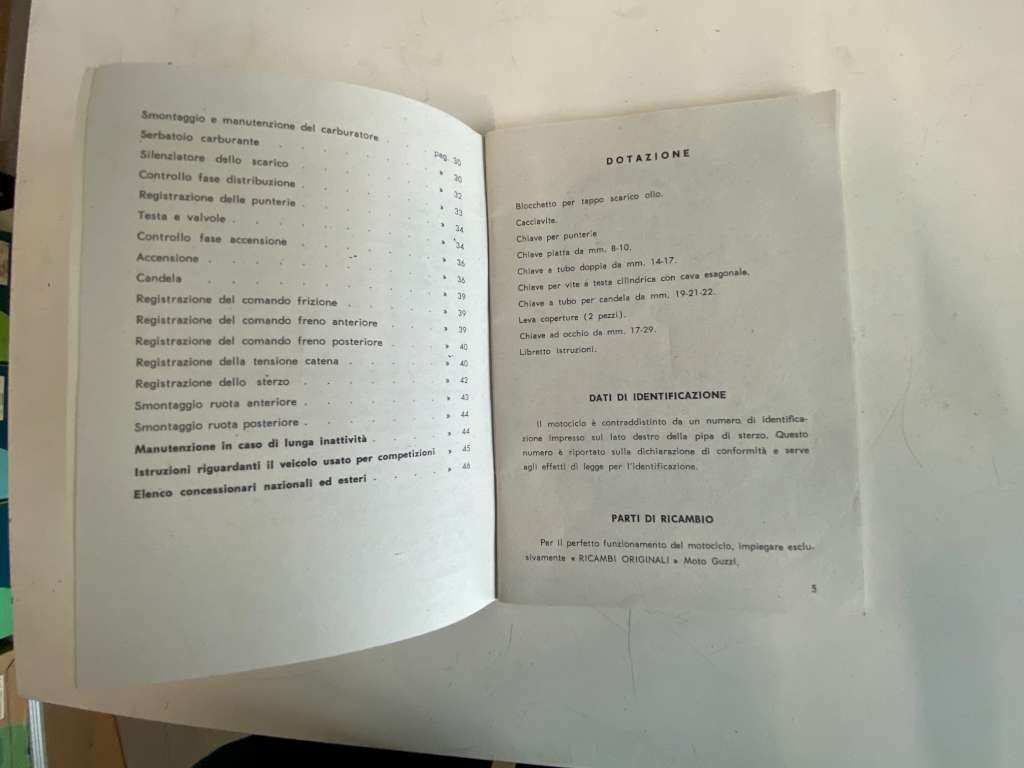 Smontaggio e manutenzione del carburatore . pag. 30
Serbatoio carburante . . . . . . . » 30
Silenziatore dello scarico . . . . . . » 32
Controllo fase distribuzione . . . . . » 33
Registrazione delle punterie . . . . . » 34
Testa e valvole . . . . . . . . » 34
Controllo fase accensione . . . . . . » 36
Accensione . . . . . . . . . » 36
Candela . . . . . . . . . . » 39
Registrazione del comando frizione . . . . » 39
Registrazione del comando freno anteriore . . » 39
Registrazione del comando freno posteriore . . » 40
Registrazione della tensione catena . . . . » 40
Registrazione dello sterzo . . . . . . » 42
Smontaggio ruota anteriore . . . . . . » 43
Smontaggio ruota posteriore . . . . . . » 44
Manutenzione in caso di lunga inattività . . . » 44
Istruzioni riguardanti il veicolo usato per competizioni » 45
Elenco concessionari nazionali ed esteri . . . » 46
DOTAZIONE
Blocchetto per tappo scarico olio.
Cacciavite.
Chiave per punterie
Chiave piatta da mm. 8-10.
Chiave a tubo doppia da mm. 14-17.
Chiave per vite a testa cilindrica con cava esagonale.
Chiave a tubo per candela da mm. 19-21-22.
Leva coperture (2 pezzi).
Chiave ad occhio da mm. 17-29.
Libretto istruzioni.
DATI DI IDENTIFICAZIONE
Il motociclo è contraddistinto da un numero di identifica-
zione impresso sul lato destro della pipa di sterzo. Questo
numero è riportato sulla dichiarazione di conformità e serve
agli effetti di legge per l'identificazione.
PARTI DI RICAMBIO
Per il perfetto funzionamento del motociclo, impiegare esclu-
sivamente « RICAMBI ORIGINALI » Moto Guzzi.
5